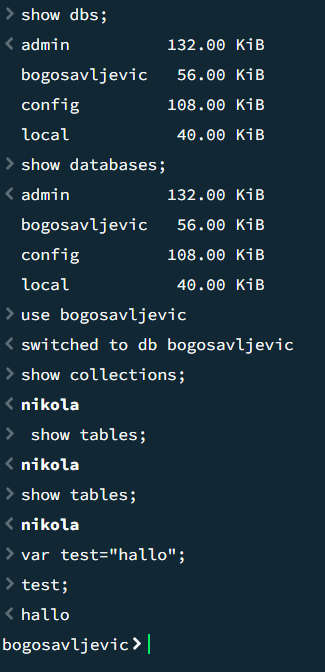 > show dbs;
< admin 132.00 KiB
bogosavljevic 56.00 KiB
config 108.00 KiB
local 40.00 KiB
> show databases;
< admin 132.00 KiB
bogosavljevic 56.00 KiB
config 108.00 KiB
local 40.00 KiB
> use bogosavljevic
< switched to db bogosavljevic
> show collections;
< nikola
> show tables;
< nikola
> show tables;
< nikola
> var test="hallo";
> test;
< hallo
bogosavljevic>